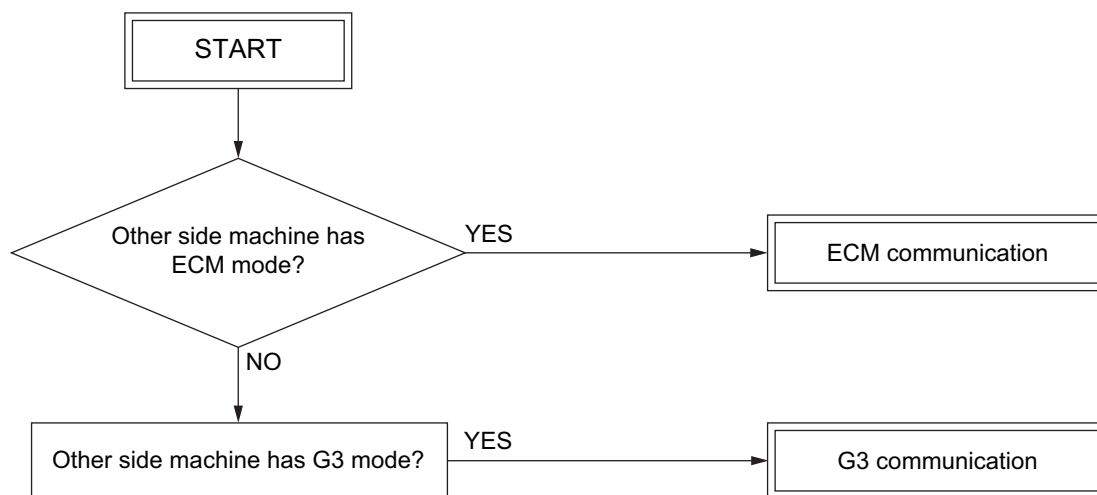 START
Other side machine has
ECM mode?
YES
ECM communication
NO
Other side machine has G3 mode?
YES
G3 communication